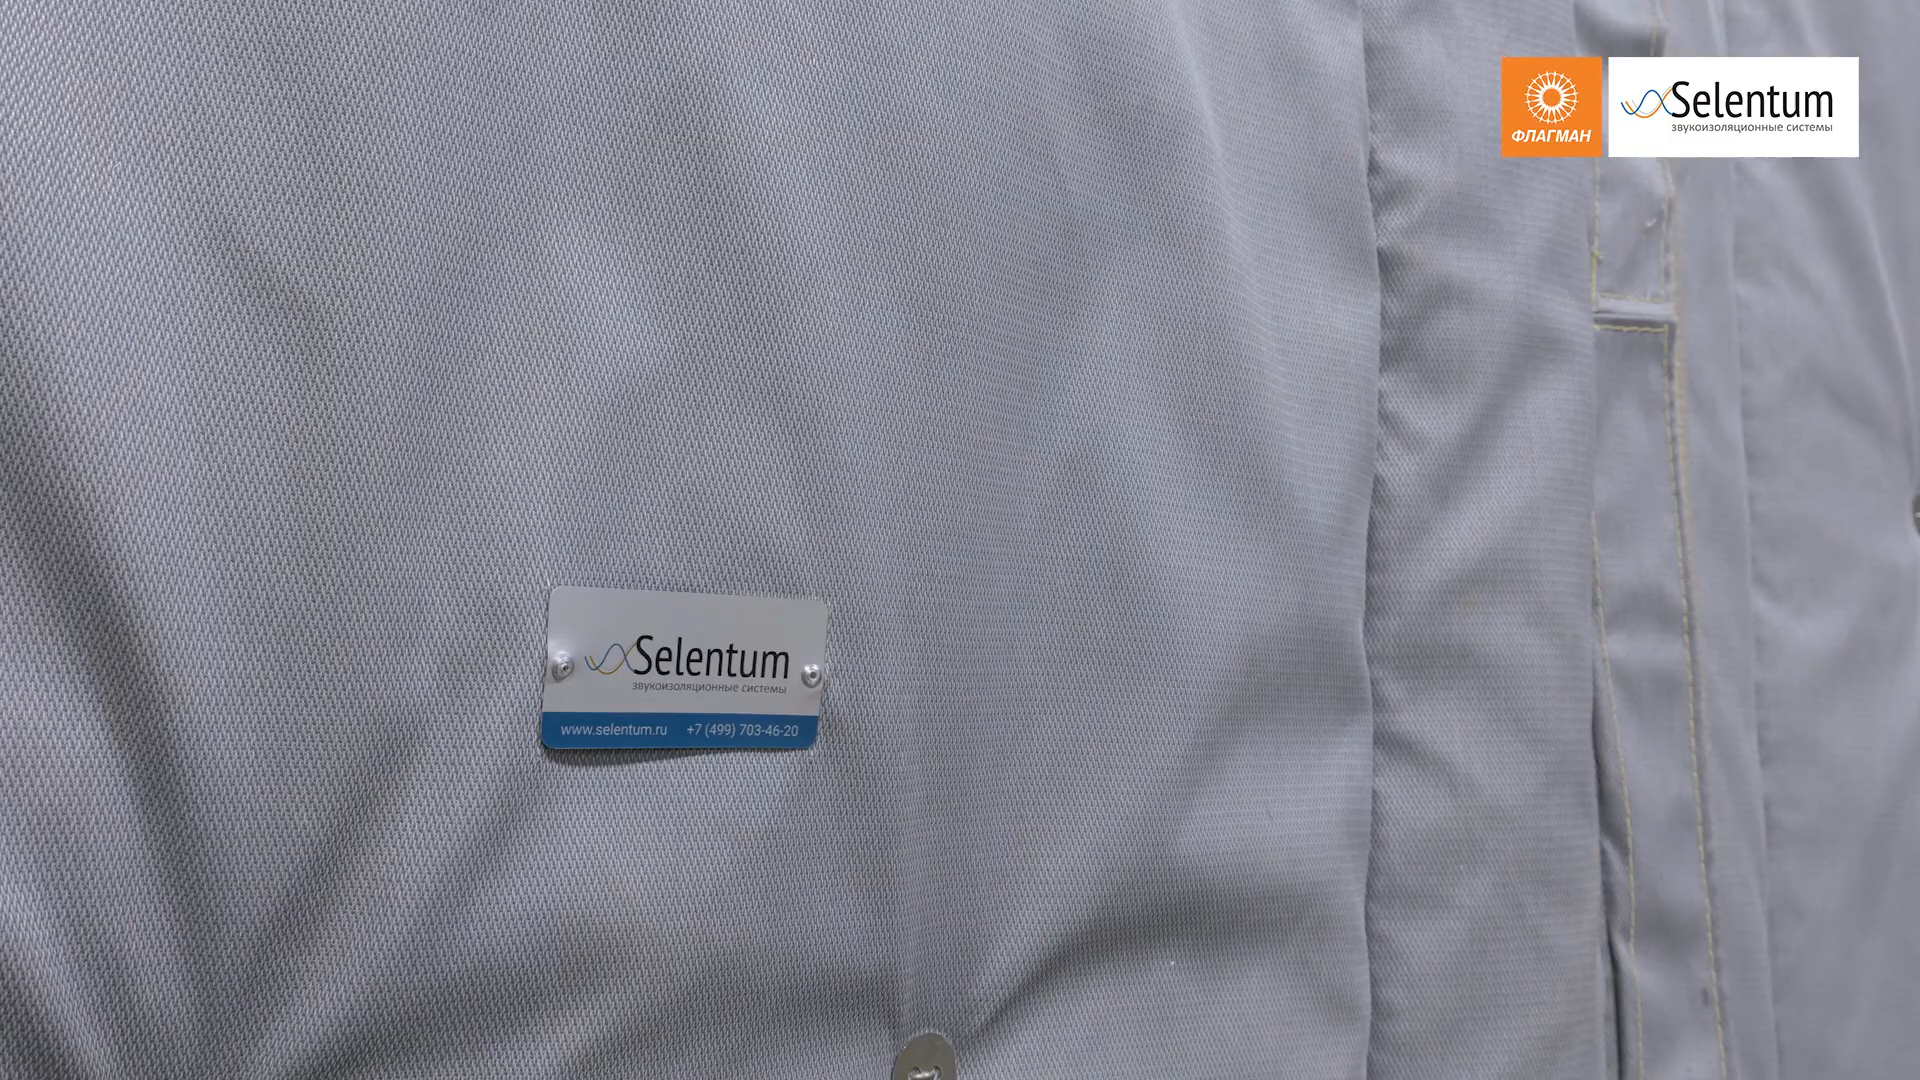 ФЛАГМАН
Selentum
звукоизоляционные системы
Selentum
звукоизоляционные системы
www.selentum.ru +7 (499) 703-46-20